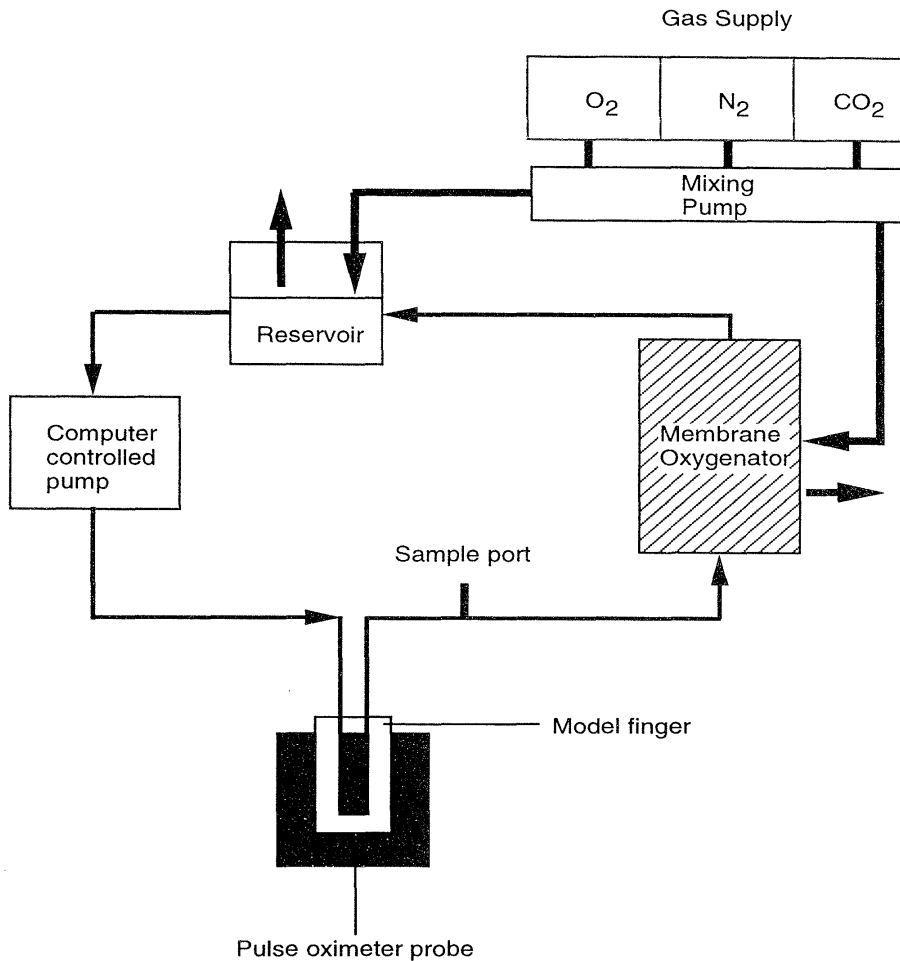 Gas Supply
O2 N2 CO2
Mixing
Pump
Reservoir
Computer
controlled
pump
Membrane
Oxygenator
Sample port
Model finger
Pulse oximeter probe